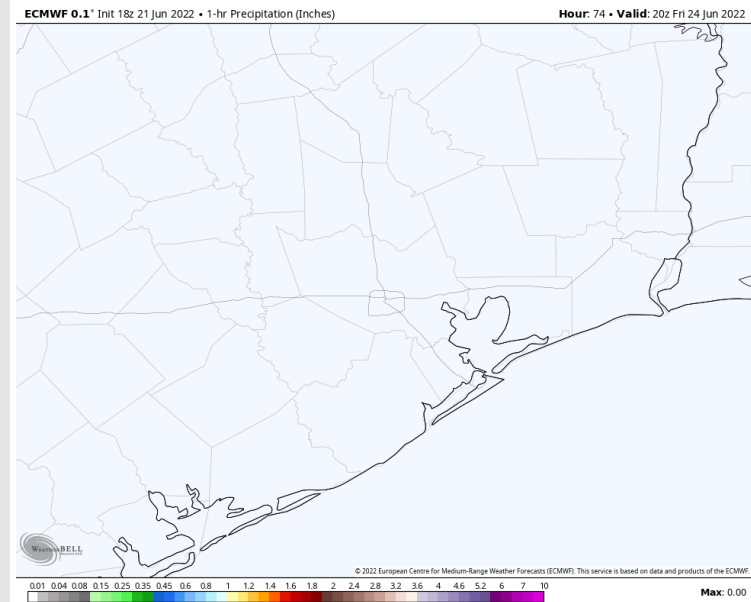 ECMWF 0.1° Init 18z 21 Jun 2022 • 1-hr Precipitation (Inches)
Hour: 74 • Valid: 20z Fri 24 Jun 2022
WEATHERBELL
© 2022 European Centre for Medium-Range Weather Forecasts (ECMWF). This service is based on data and products of the ECMWF.
0.01 0.04 0.08 0.15 0.25 0.35 0.45 0.6 0.8 1 1.2 1.4 1.6 1.8 2 2.4 2.8 3.2 3.6 4 4.6 5.2 6 7 10
Max: 0.00